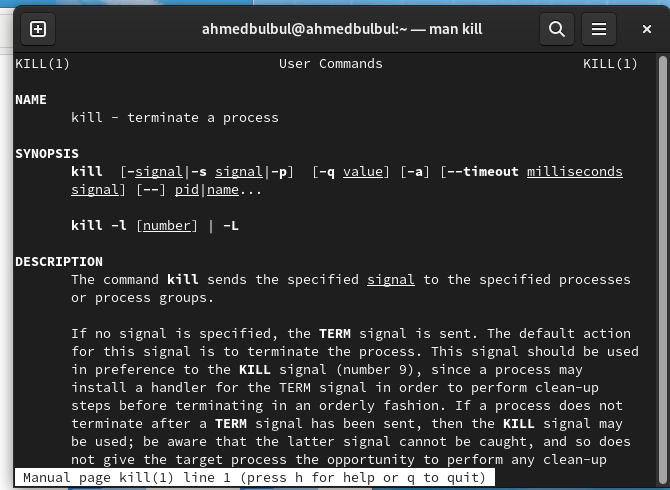 ahmedbulbul@ahmedbulbul:~ — man kill
KILL(1) User Commands KILL(1)
NAME
kill - terminate a process
SYNOPSIS
kill [-signal|-s signal|-p] [-q value] [-a] [--timeout milliseconds
signal] [--] pid|name...
kill -l [number] | -L
DESCRIPTION
The command kill sends the specified signal to the specified processes
or process groups.
If no signal is specified, the TERM signal is sent. The default action
for this signal is to terminate the process. This signal should be used
in preference to the KILL signal (number 9), since a process may
install a handler for the TERM signal in order to perform clean-up
steps before terminating in an orderly fashion. If a process does not
terminate after a TERM signal has been sent, then the KILL signal may
be used; be aware that the latter signal cannot be caught, and so does
not give the target process the opportunity to perform any clean-up
Manual page kill(1) line 1 (press h for help or q to quit)